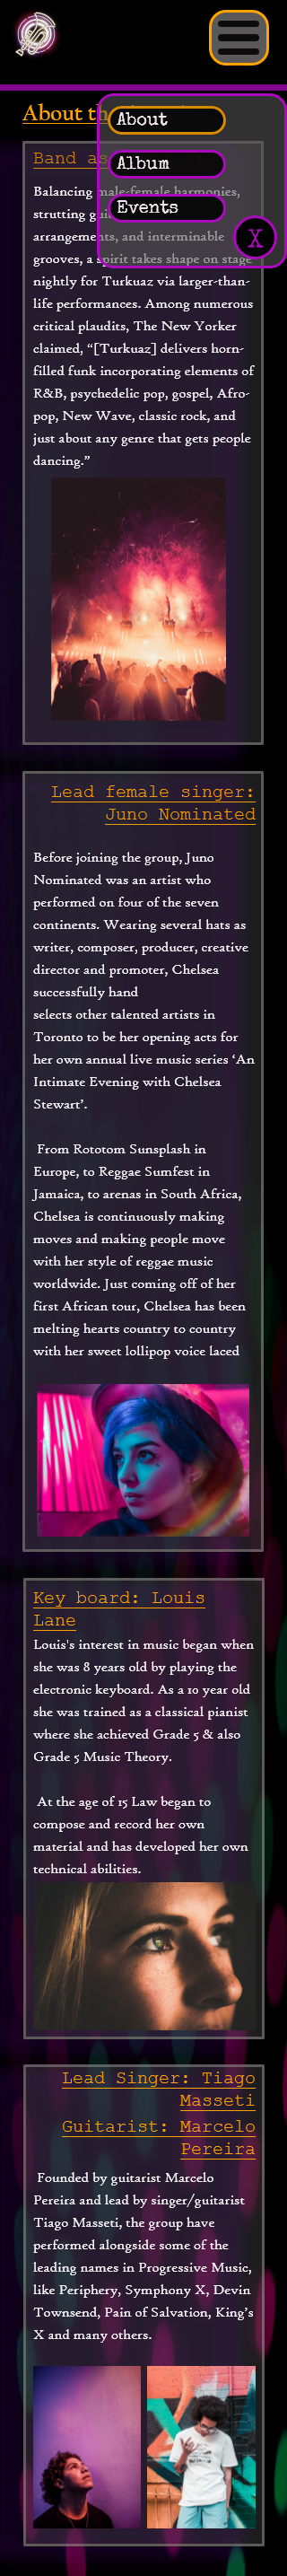 About th
About
Band as
Album
Balancing male-female harmonies,
Events
strutting gui
arrangements, and interminable
X
grooves, a spirit takes shape on stage
nightly for Turkuaz via larger-than-
life performances. Among numerous
critical plaudits, The New Yorker
claimed, “[Turkuaz] delivers horn-
filled funk incorporating elements of
R&B, psychedelic pop, gospel, Afro-
pop, New Wave, classic rock, and
just about any genre that gets people
dancing.”
Lead female singer:
Juno Nominated
Before joining the group, Juno
Nominated was an artist who
performed on four of the seven
continents. Wearing several hats as
writer, composer, producer, creative
director and promoter, Chelsea
successfully hand
selects other talented artists in
Toronto to be her opening acts for
her own annual live music series ‘An
Intimate Evening with Chelsea
Stewart’.
From Rototom Sunsplash in
Europe, to Reggae Sumfest in
Jamaica, to arenas in South Africa,
Chelsea is continuously making
moves and making people move
with her style of reggae music
worldwide. Just coming off of her
first African tour, Chelsea has been
melting hearts country to country
with her sweet lollipop voice laced
Key board: Louis
Lane
Louis's interest in music began when
she was 8 years old by playing the
electronic keyboard. As a 10 year old
she was trained as a classical pianist
where she achieved Grade 5 & also
Grade 5 Music Theory.
At the age of 15 Law began to
compose and record her own
material and has developed her own
technical abilities.
Lead Singer: Tiago
Masseti
Guitarist: Marcelo
Pereira
Founded by guitarist Marcelo
Pereira and lead by singer/guitarist
Tiago Masseti, the group have
performed alongside some of the
leading names in Progressive Music,
like Periphery, Symphony X, Devin
Townsend, Pain of Salvation, King’s
X and many others.